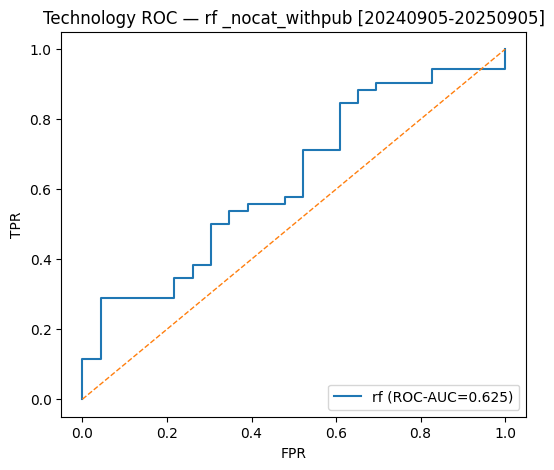 Technology ROC — rf _nocat_withpub [20240905-20250905]
1.0
0.8
0.6
0.4
0.2
0.0
TPR
0.0 0.2 0.4 0.6 0.8 1.0
FPR
rf (ROC-AUC=0.625)